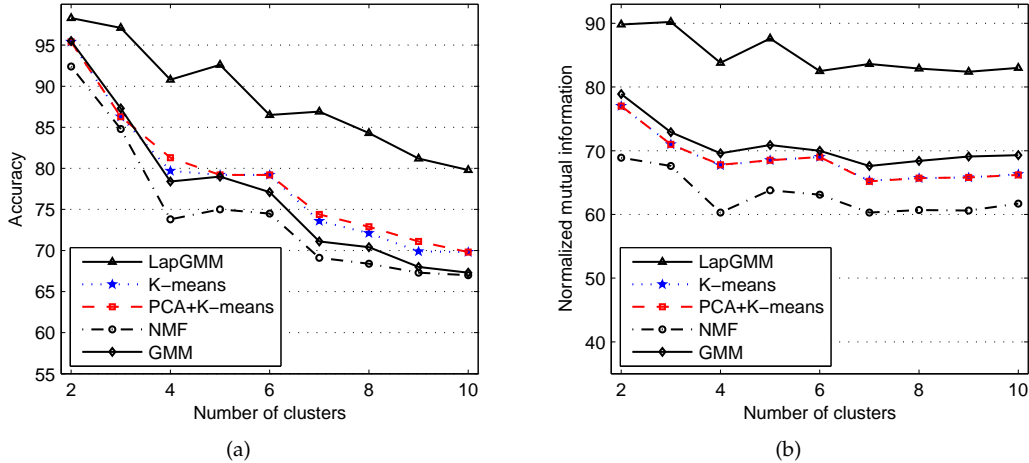 95
90
85
80
75
70
65
60
55
2
4
6
8
10
Accuracy
Number of clusters
LapGMM
K−means
PCA+K−means
NMF
GMM
(a)
90
80
70
60
50
40
2
4
6
8
10
Normalized mutual information
Number of clusters
LapGMM
K−means
PCA+K−means
NMF
GMM
(b)